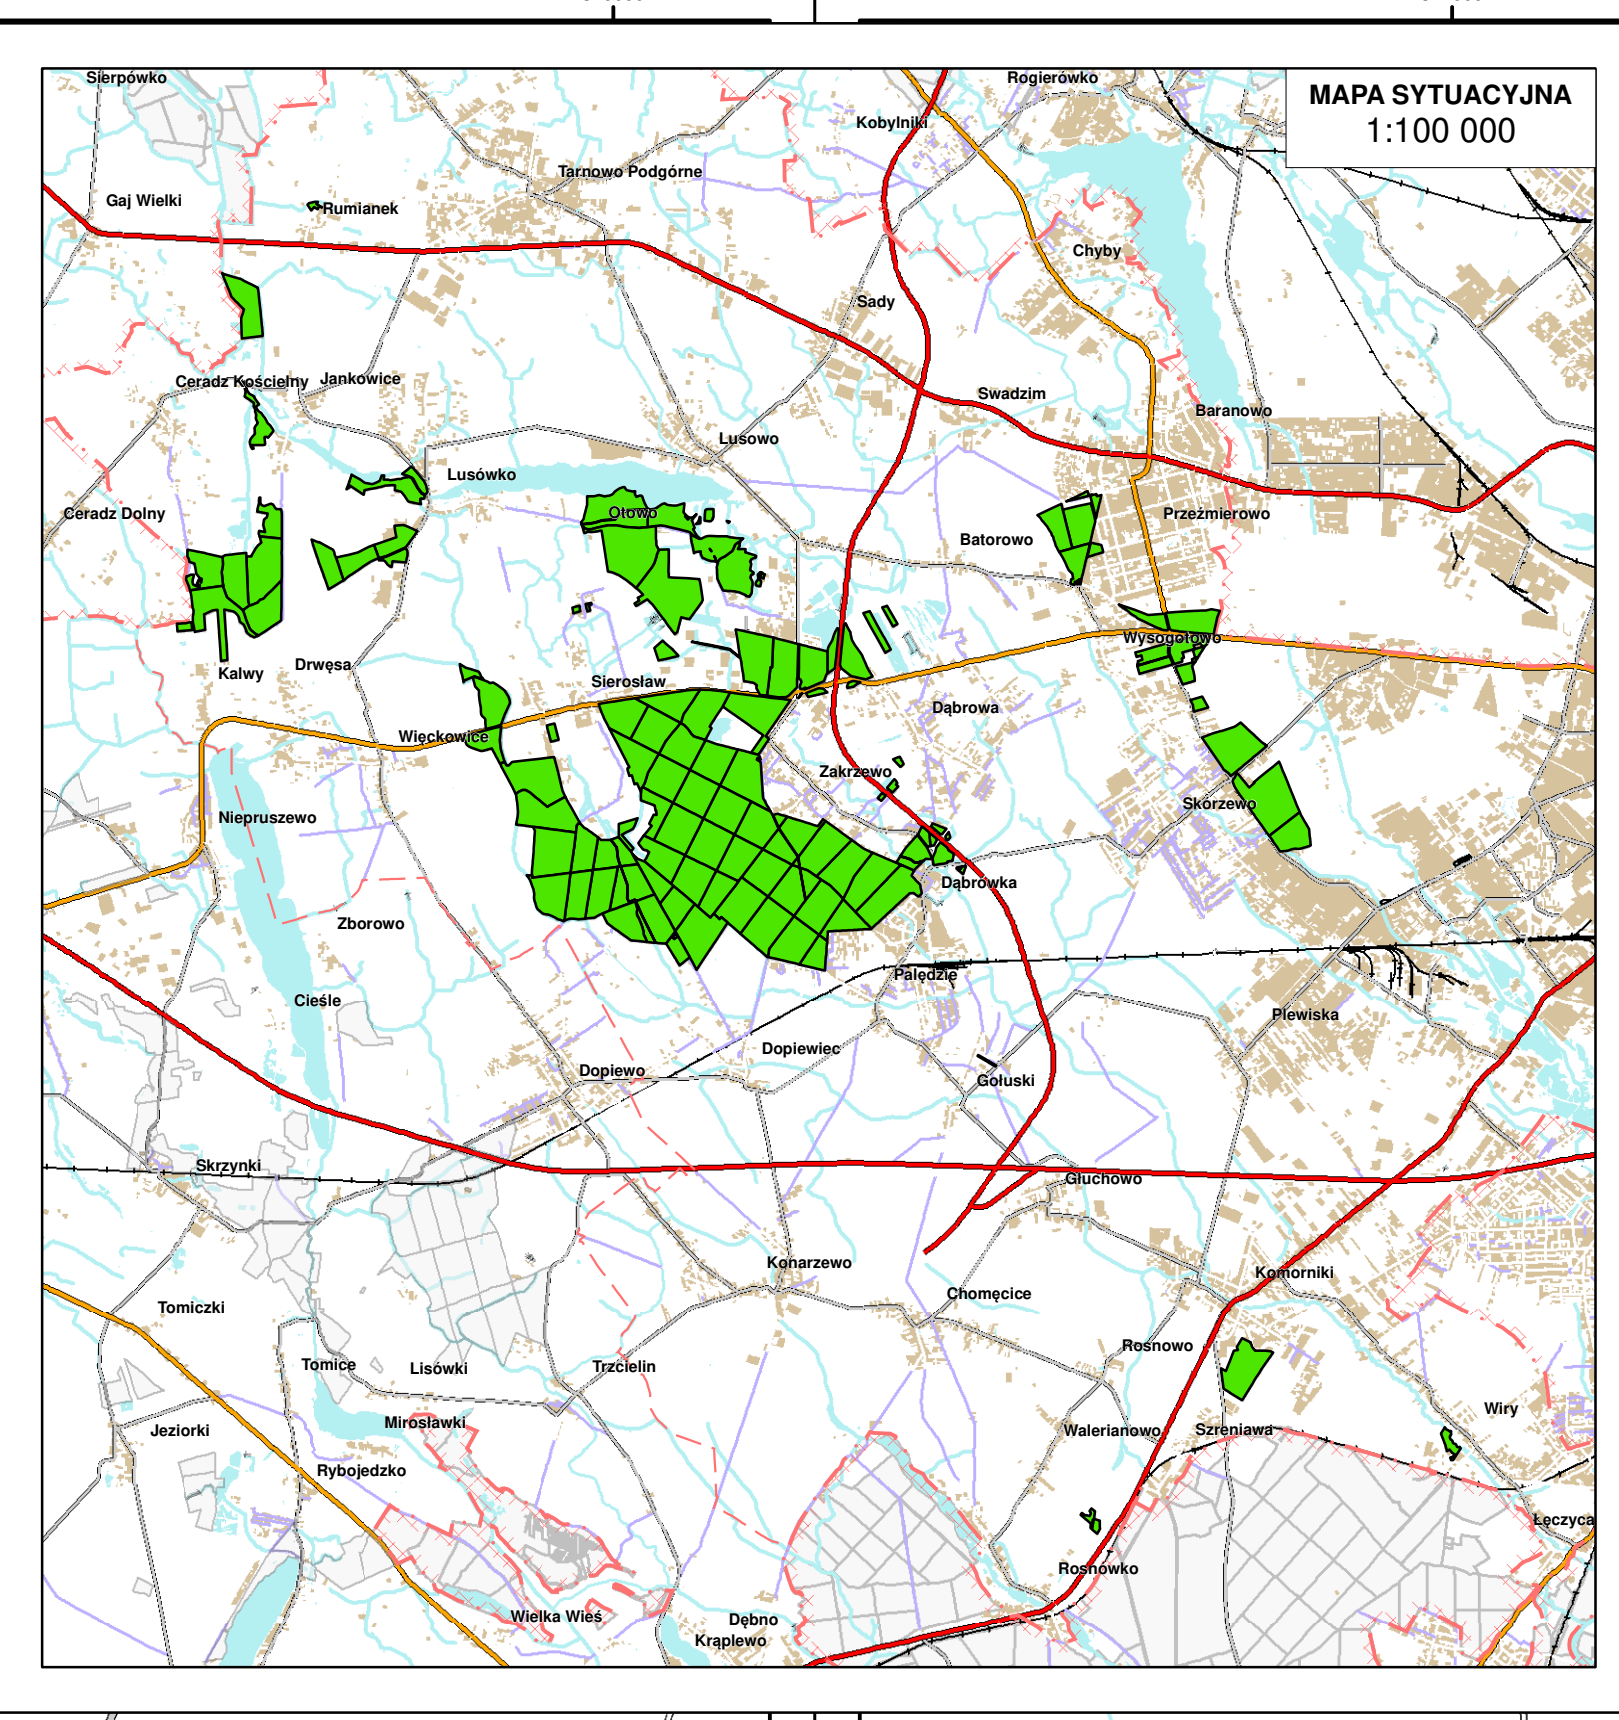 Sierpówko
Rogierówko
MAPA SYTUACYJNA
1:100 000
Kobylniki
Tarnowo Podgórne
Gaj Wielki
Rumianek
Chyby
Sady
Ceradz Kościelny
Jankowice
Swadzim
Baranowo
Lusowo
Lusówko
Ceradz Dolny
Otowo
Przeźmierowo
Batorowo
Wysogotowo
Kalwy
Drwęsa
Sierosław
Dąbrowa
Więckowice
Zakrzewo
Niepruszewo
Skórzewo
Dąbrówka
Zborowo
Palędzie
Cieśle
Plewiska
Dopiewiec
Dopiewo
Gołuski
Skrzynki
Głuchowo
Konarzewo
Komorniki
Chomęcice
Tomiczki
Rosnowo
Tomice
Lisówki
Trzcielin
Wiry
Mirosławki
Jeziorki
Walerianowo
Szreniawa
Rybojedzko
Łęczyca
Rosnówko
Wielka Wieś
Dębno
Krąplewo